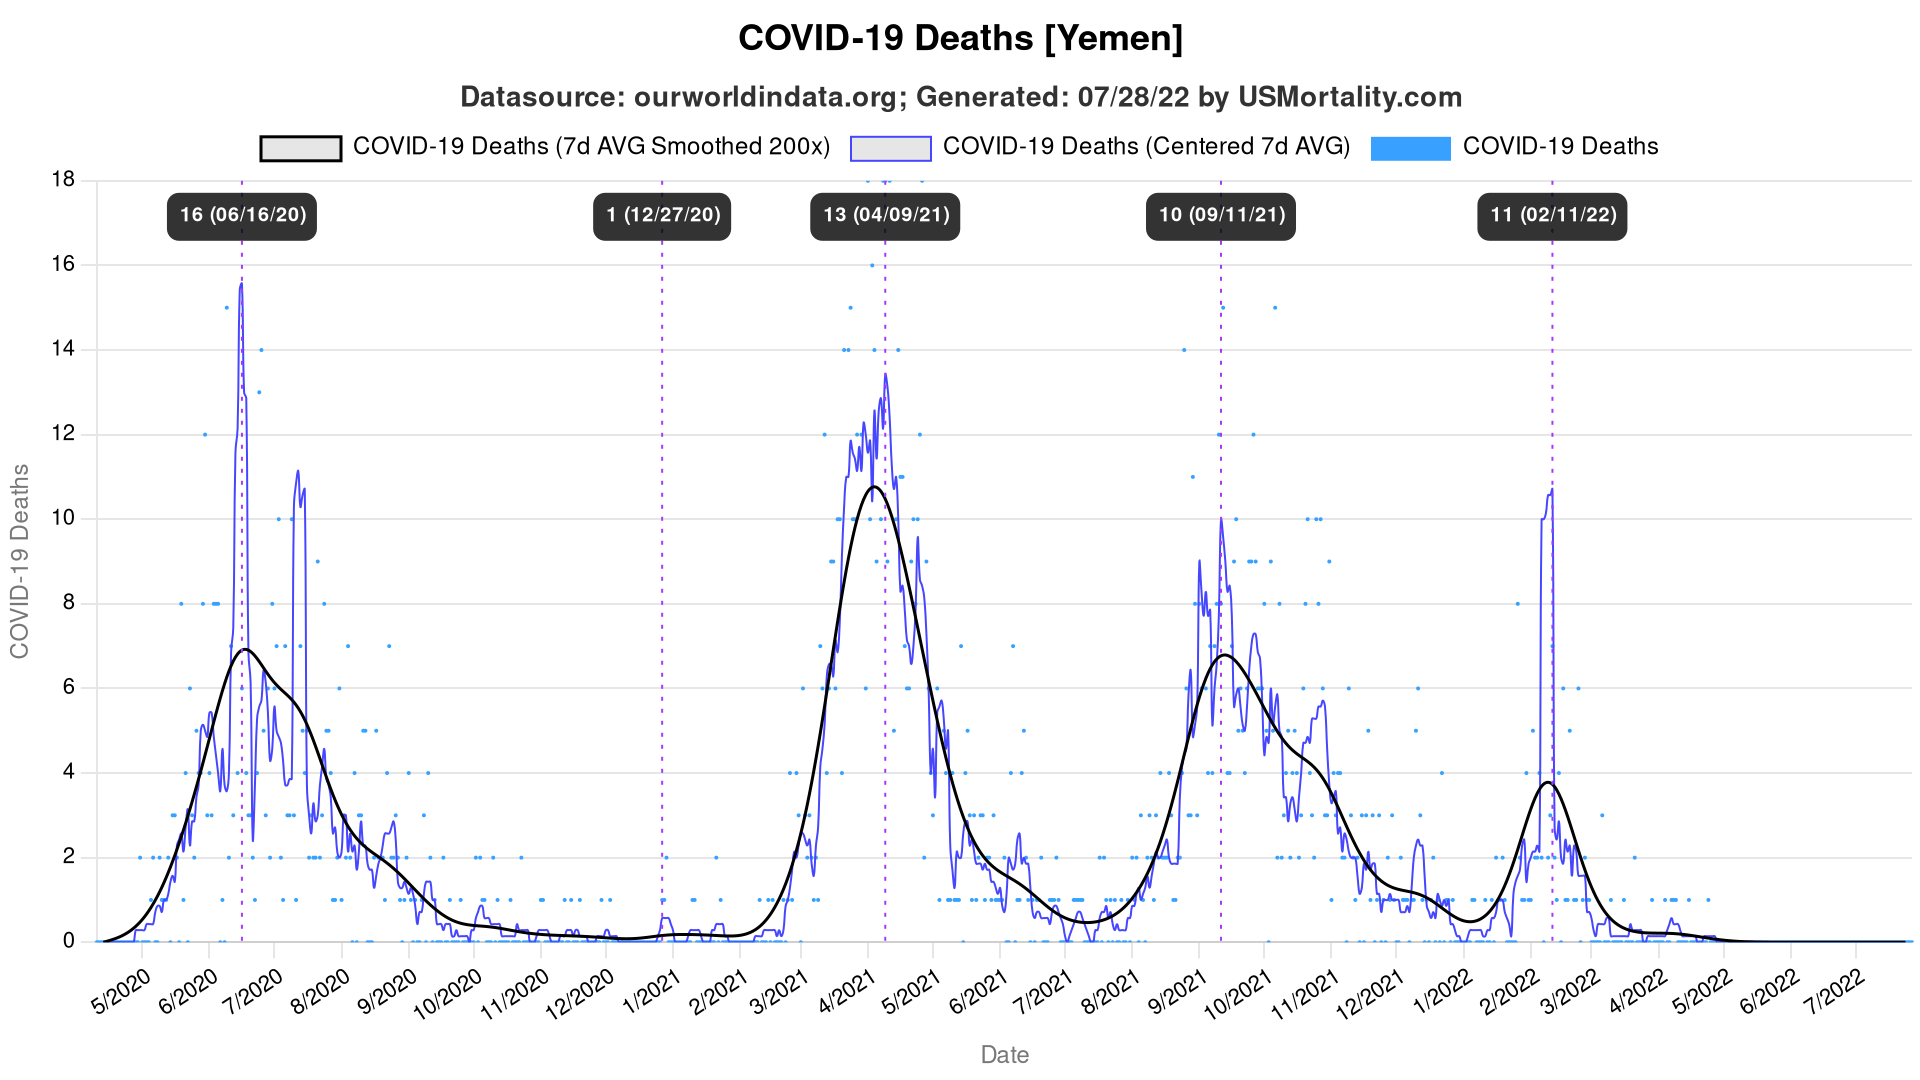 COVID-19 Deaths [Yemen]
Datasource: ourworldindata.org; Generated: 07/28/22 by USMortality.com
COVID-19 Deaths (7d AVG Smoothed 200x) COVID-19 Deaths (Centered 7d AVG) COVID-19 Deaths
18
16 (06/16/20) 1 (12/27/20) 13 (04/09/21) 10 (09/11/21) 11 (02/11/22)
16
14
12
10
8
6
4
2
0
COVID-19 Deaths
5/2020 6/2020 7/2020 8/2020 9/2020 10/2020 11/2020 12/2020 1/2021 2/2021 3/2021 4/2021 5/2021 6/2021 7/2021 8/2021 9/2021 10/2021 11/2021 12/2021 1/2022 2/2022 3/2022 4/2022 5/2022 6/2022 7/2022
Date